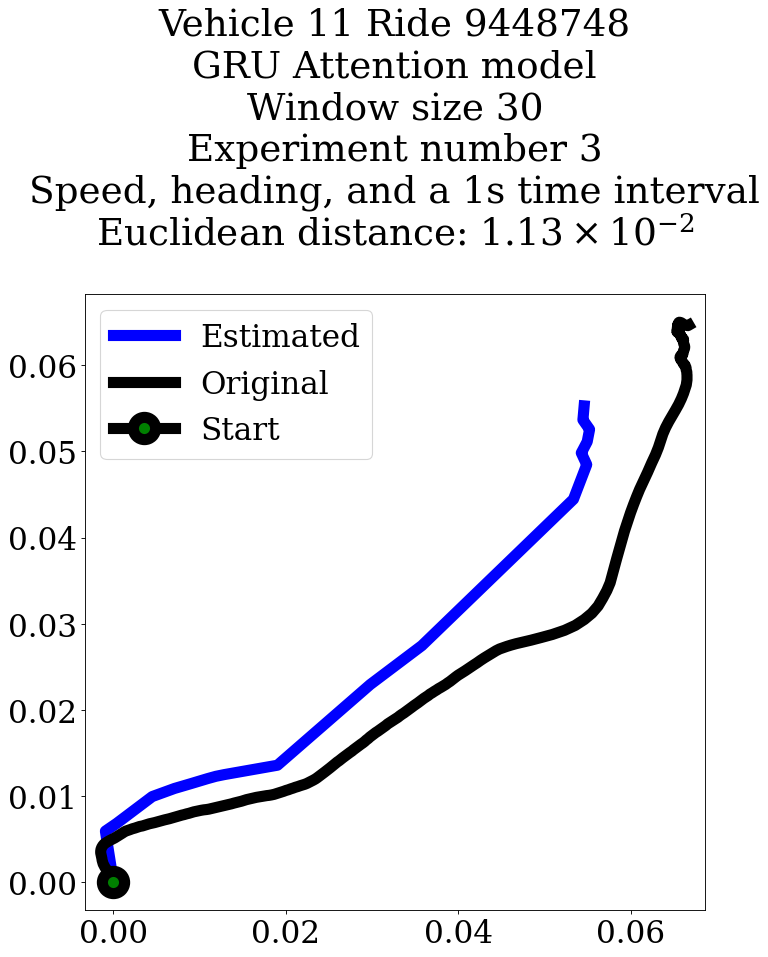 Vehicle 11 Ride 9448748
GRU Attention model
Window size 30
Experiment number 3
Speed, heading, and a 1s time interval
Euclidean distance: 1.13 × 10⁻²
Estimated
Original
Start
0.06
0.05
0.04
0.03
0.02
0.01
0.00
0.00 0.02 0.04 0.06